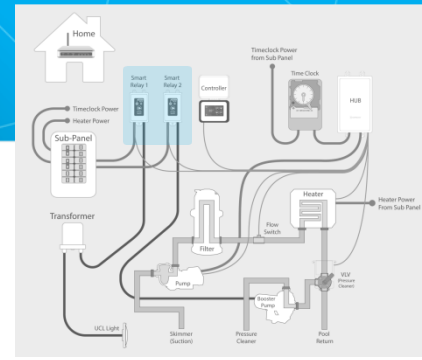 Home
Smart
Relay 1
Smart
Relay 2
Controller
Timeclock Power
from Sub Panel
Time Clock
HUB
Timeclock Power
Heater Power
Sub-Panel
Transformer
Filter
Flow
Switch
Heater
Heater Power
From Sub Panel
Pump
Booster
Pump
VLV
(Pressure
Cleaner)
UCL Light
Skimmer
(Suction)
Pressure
Cleaner
Pool
Return